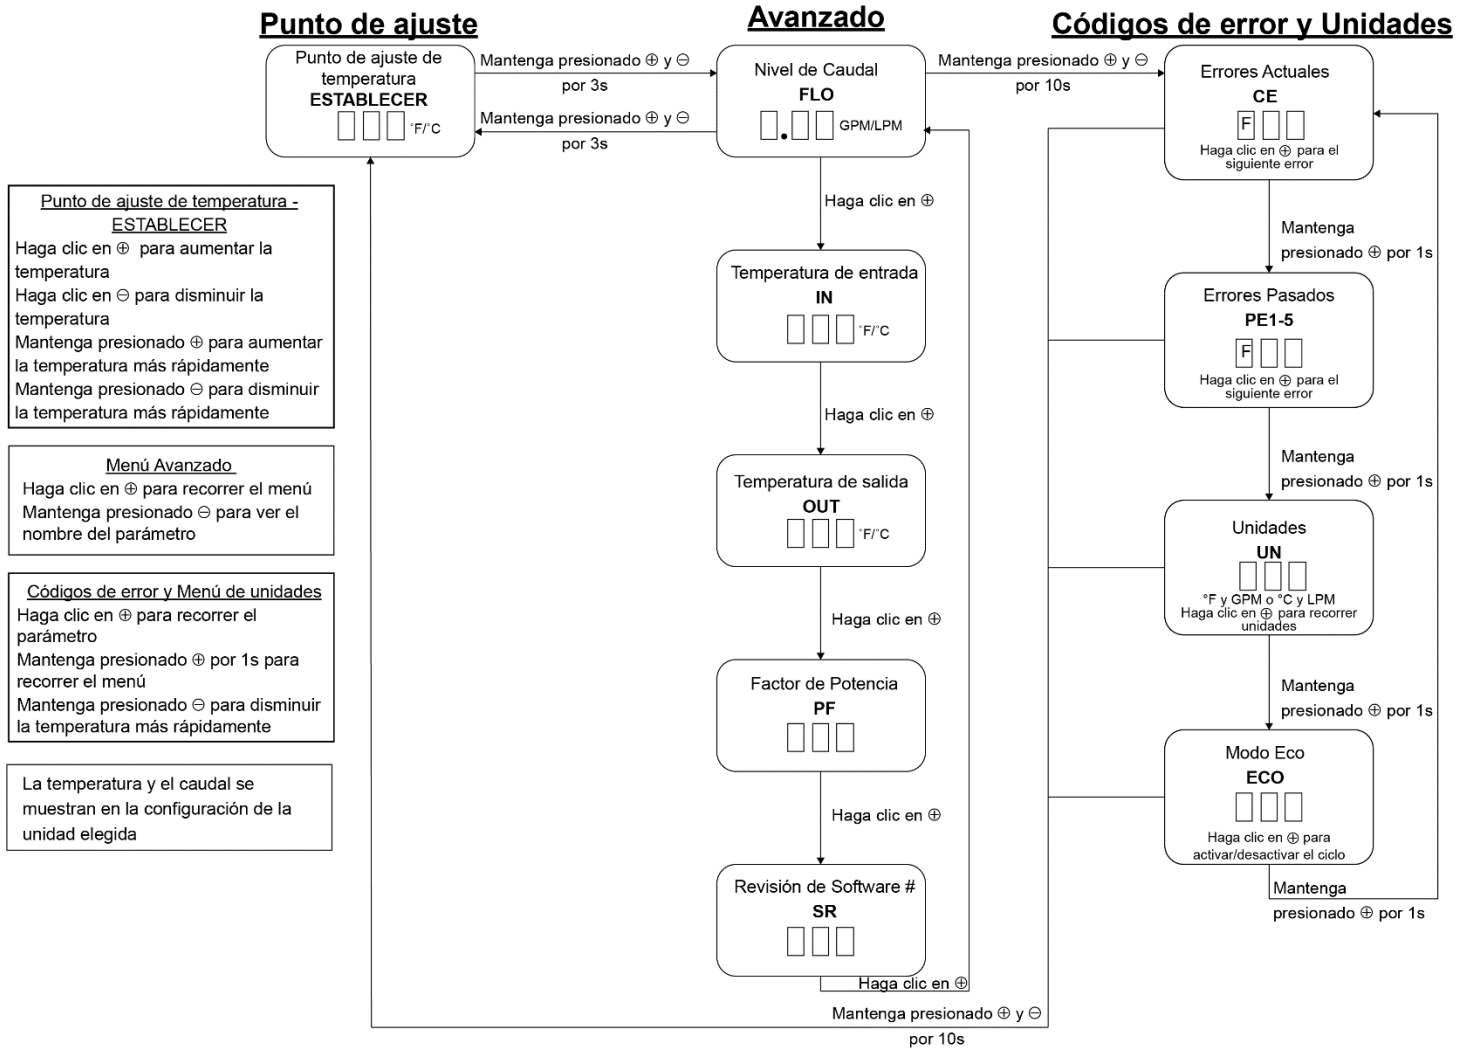 Punto de ajuste
Avanzado
Códigos de error y Unidades
Punto de ajuste de
temperatura
ESTABLECER
°F/°C
Mantenga presionado ⊕ y ⊖
por 3s
Mantenga presionado ⊕ y ⊖
por 3s
Nivel de Caudal
FLO
GPM/LPM
Mantenga presionado ⊕ y ⊖
por 10s
Errores Actuales
CE
F
Haga clic en ⊕ para el
siguiente error
Punto de ajuste de temperatura -
ESTABLECER
Haga clic en ⊕ para aumentar la
temperatura
Haga clic en ⊖ para disminuir la
temperatura
Mantenga presionado ⊕ para aumentar
la temperatura más rápidamente
Mantenga presionado ⊖ para disminuir
la temperatura más rápidamente
Menú Avanzado
Haga clic en ⊕ para recorrer el menú
Mantenga presionado ⊖ para ver el
nombre del parámetro
Códigos de error y Menú de unidades
Haga clic en ⊕ para recorrer el
parámetro
Mantenga presionado ⊕ por 1s para
recorrer el menú
Mantenga presionado ⊖ para disminuir
la temperatura más rápidamente
La temperatura y el caudal se
muestran en la configuración de la
unidad elegida
Haga clic en ⊕
Temperatura de entrada
IN
°F/°C
Haga clic en ⊕
Temperatura de salida
OUT
°F/°C
Haga clic en ⊕
Factor de Potencia
PF
Haga clic en ⊕
Revisión de Software #
SR
Haga clic en ⊕
Mantenga
presionado ⊕ por 1s
Errores Pasados
PE1-5
F
Haga clic en ⊕ para el
siguiente error
Mantenga
presionado ⊕ por 1s
Unidades
UN
°F y GPM o °C y LPM
Haga clic en ⊕ para recorrer
unidades
Mantenga
presionado ⊕ por 1s
Modo Eco
ECO
Haga clic en ⊕ para
activar/desactivar el ciclo
Mantenga
presionado ⊕ por 1s
Mantenga presionado ⊕ y ⊖
por 10s